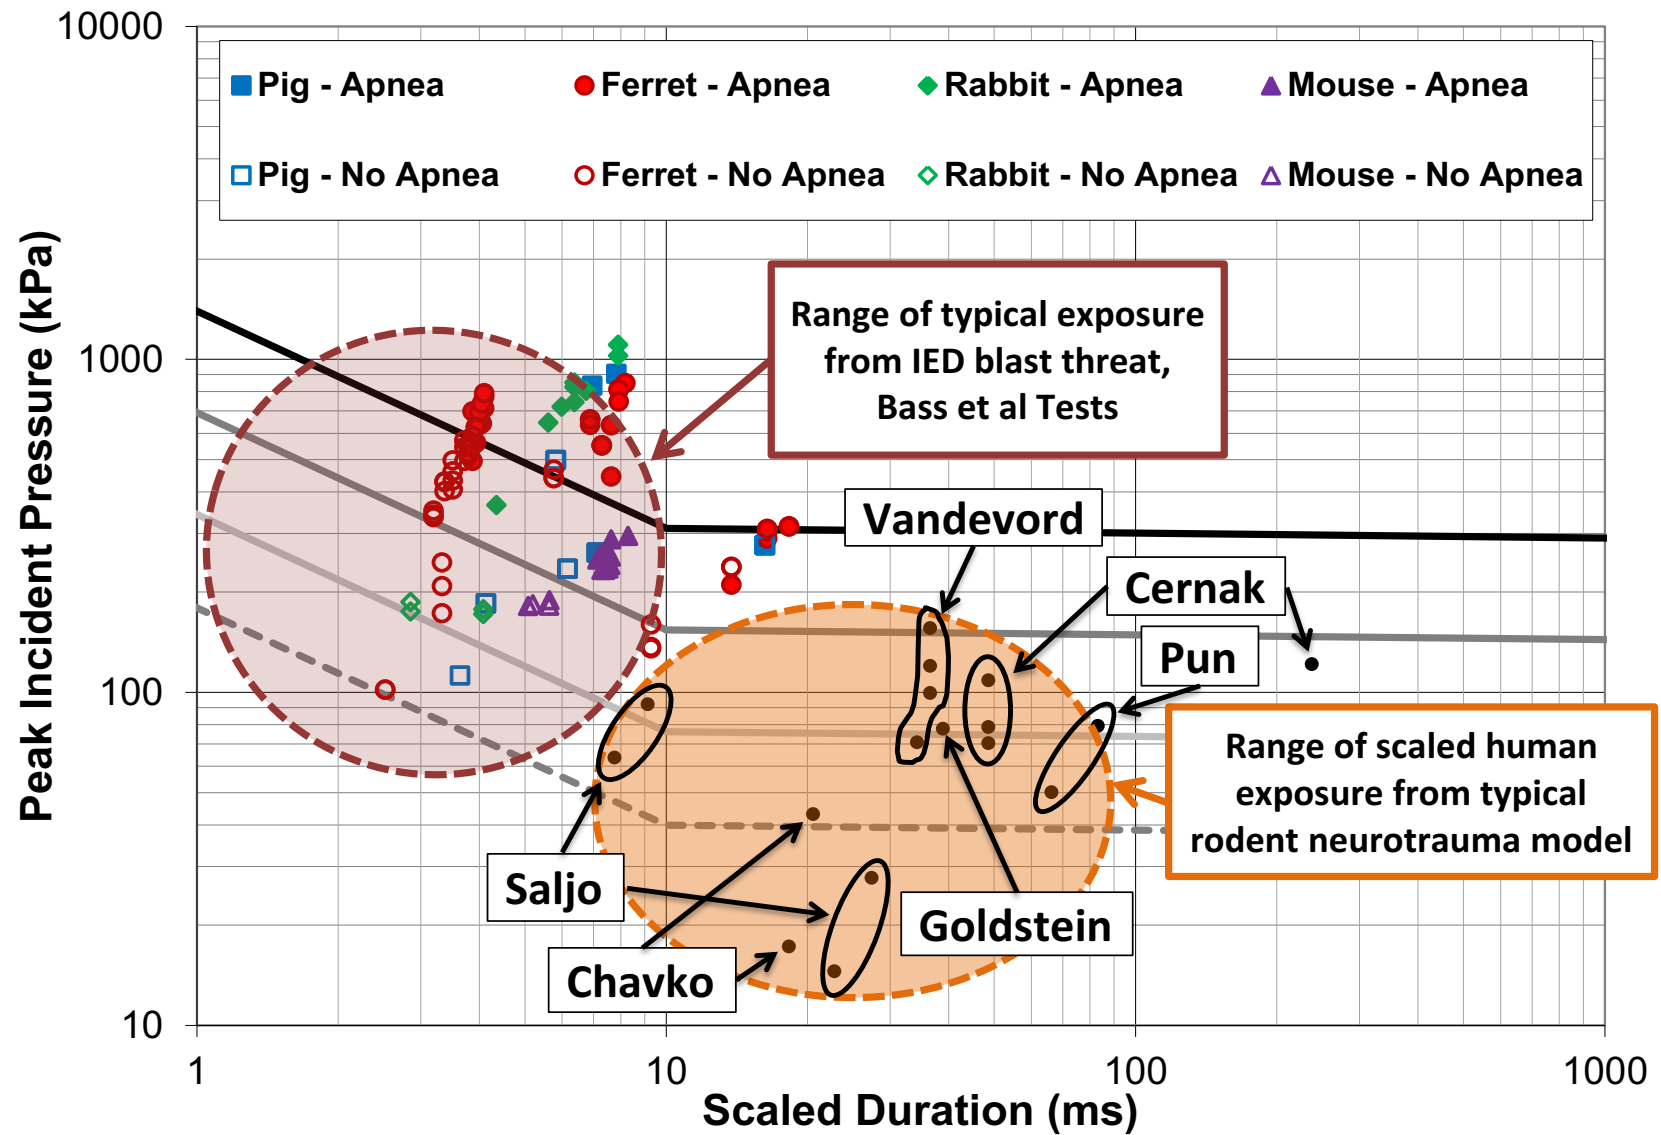 10000
Pig - Apnea
Ferret - Apnea
Rabbit - Apnea
Mouse - Apnea
Pig - No Apnea
Ferret - No Apnea
Rabbit - No Apnea
Mouse - No Apnea
Peak Incident Pressure (kPa)
Range of typical exposure
from IED blast threat,
Bass et al Tests
1000
Vandevord
Cernak
Pun
100
Range of scaled human
exposure from typical
rodent neurotrauma model
Saljo
Goldstein
Chavko
10
1
10
100
1000
Scaled Duration (ms)